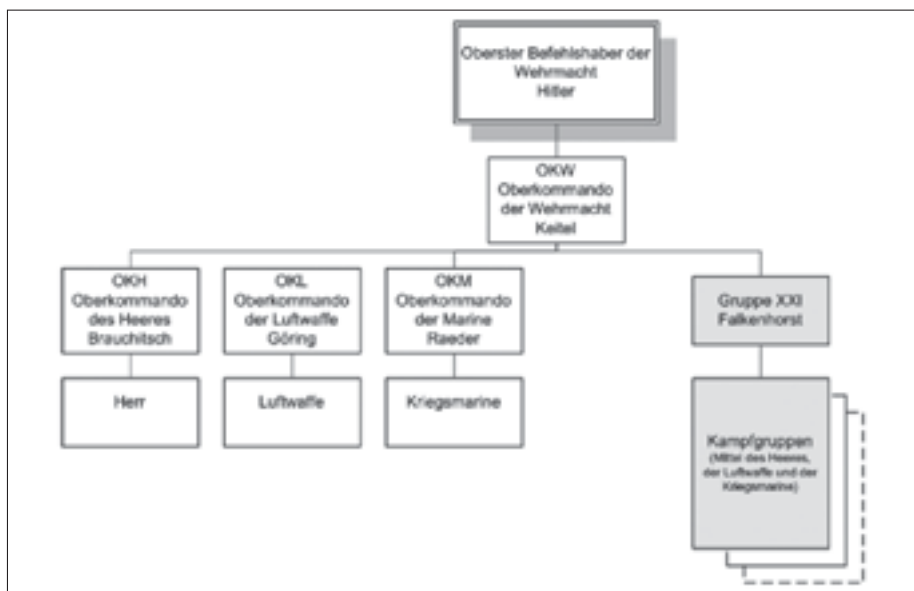 Oberster Befehlshaber der
Wehrmacht
Hitler
OKW
Oberkommando
der Wehrmacht
Keitel
OKH
Oberkommando
des Heeres
Brauchitsch
OKL
Oberkommando
der Luftwaffe
Göring
OKM
Oberkommando
der Marine
Raeder
Gruppe XXI
Falkenhorst
Herr
Luftwaffe
Kriegsmarine
Kampfgruppen
(Mittel des Heeres,
der Luftwaffe und der
Kriegsmarine)